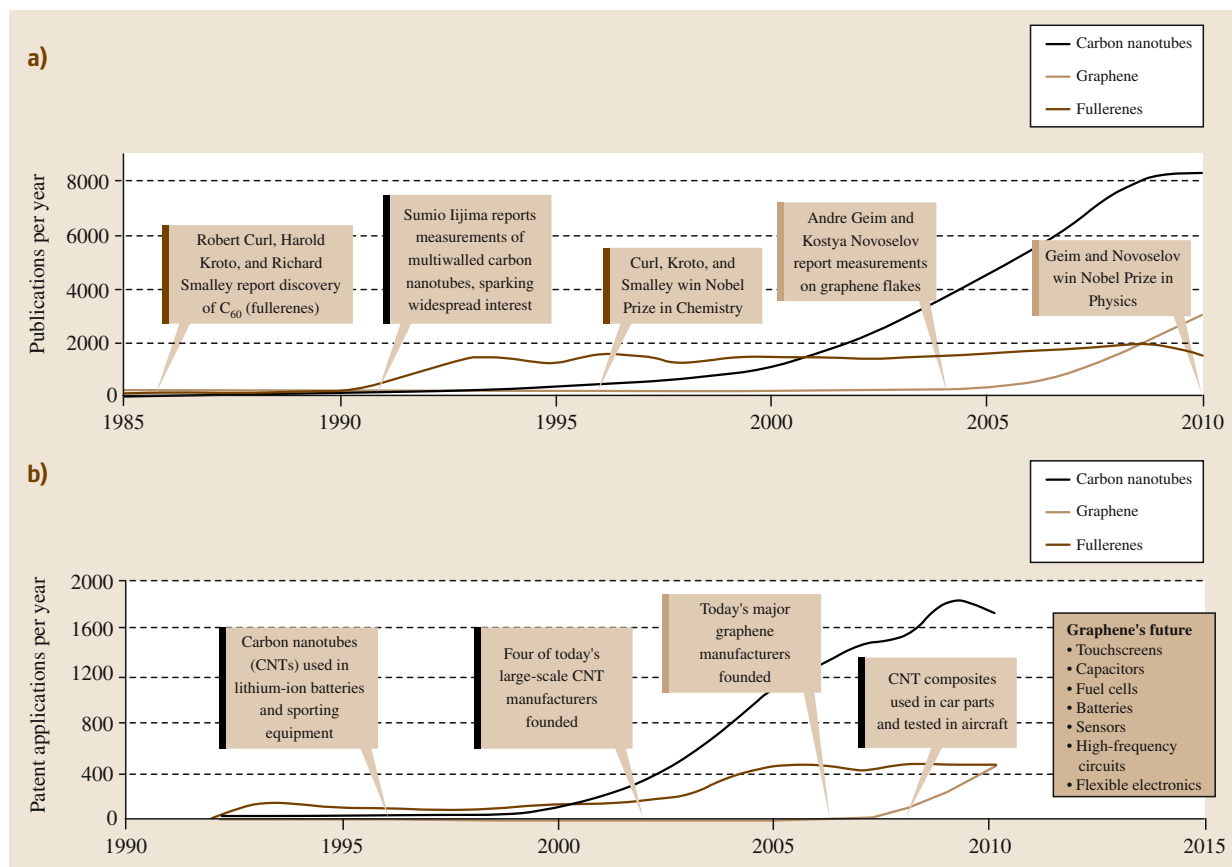 a)
Carbon nanotubes
Graphene
Fullerenes
Publications per year
8000
6000
4000
2000
0
Robert Curl, Harold
Kroto, and Richard
Smalley report discovery
of C60 (fullerenes)
Sumio Iijima reports
measurements of
multiwalled carbon
nanotubes, sparking
widespread interest
Curl, Kroto, and
Smalley win Nobel
Prize in Chemistry
Andre Geim and
Kostya Novoselov
report measurements
on graphene flakes
Geim and Novoselov
win Nobel Prize in
Physics
1985
1990
1995
2000
2005
2010
b)
Carbon nanotubes
Graphene
Fullerenes
Patent applications per year
2000
1600
1200
800
400
0
Carbon nanotubes
(CNTs) used in
lithium-ion batteries
and sporting
equipment
Four of today's
large-scale CNT
manufacturers
founded
Today's major
graphene
manufacturers
founded
CNT composites
used in car parts
and tested in aircraft
Graphene's future
• Touchscreens
• Capacitors
• Fuel cells
• Batteries
• Sensors
• High-frequency
circuits
• Flexible electronics
1990
1995
2000
2005
2010
2015